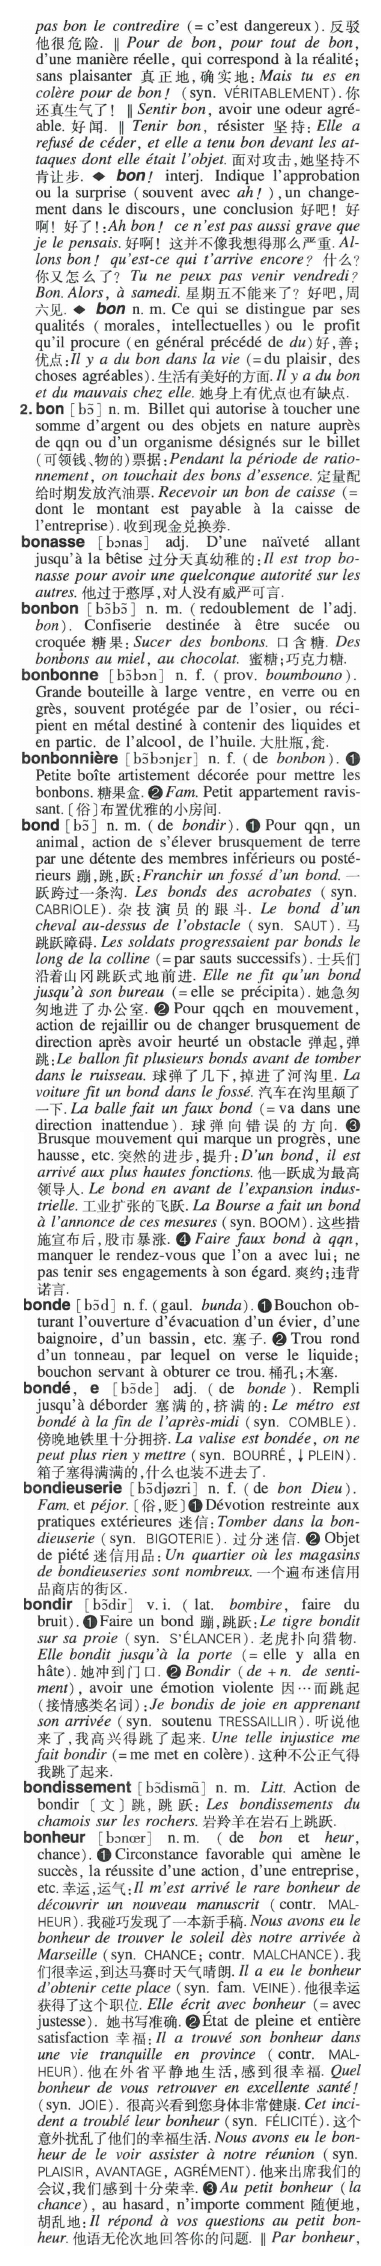 pas bon le contredire (= c'est dangereux). 反驳
他很危险. ‖ Pour de bon, pour tout de bon,
d'une manière réelle, qui correspond à la réalité;
sans plaisanter 真正地, 确实地: Mais tu es en
colère pour de bon! (syn. VÉRITABLEMENT). 你
还真生气了! ‖ Sentir bon, avoir une odeur agré-
able. 好闻. ‖ Tenir bon, résister 坚持: Elle a
refusé de céder, et elle a tenu bon devant les at-
taques dont elle était l'objet. 面对攻击,她坚持不
肯让步. ◆ bon! interj. Indique l'approbation
ou la surprise (souvent avec ah!), un change-
ment dans le discours, une conclusion 好吧! 好
啊! 好了!:Ah bon! ce n'est pas aussi grave que
je le pensais. 好啊! 这并不像我想得那么严重. Al-
lons bon! qu'est-ce qui t'arrive encore? 什么?
你又怎么了? Tu ne peux pas venir vendredi?
Bon. Alors, à samedi. 星期五不能来了? 好吧,周
六见. ◆ bon n. m. Ce qui se distingue par ses
qualités (morales, intellectuelles) ou le profit
qu'il procure (en général précédé de du) 好,善;
优点:Il y a du bon dans la vie (= du plaisir, des
choses agréables). 生活有美好的方面. Il y a du bon
et du mauvais chez elle. 她身上有优点也有缺点.
2. bon [bɔ̃] n. m. Billet qui autorise à toucher une
somme d'argent ou des objets en nature auprès
de qqn ou d'un organisme désignés sur le billet
(可领钱、物的)票据:Pendant la période de ratio-
nnement, on touchait des bons d'essence. 定量配
给时期发放汽油票. Recevoir un bon de caisse (=
dont le montant est payable à la caisse de
l'entreprise). 收到现金兑换券.
bonasse [bɔnas] adj. D'une naïveté allant
jusqu'à la bêtise 过分天真幼稚的: Il est trop bo-
nasse pour avoir une quelconque autorité sur les
autres. 他过于憨厚,对人没有威严可言.
bonbon [bɔ̃bɔ̃] n. m. (redoublement de l'adj.
bon). Confiserie destinée à être sucée ou
croquée 糖果: Sucer des bonbons. 口含糖. Des
bonbons au miel, au chocolat. 蜜糖;巧克力糖.
bonbonne [bɔ̃bɔn] n. f. (prov. boumbouno).
Grande bouteille à large ventre, en verre ou en
grès, souvent protégée par de l'osier, ou réci-
pient en métal destiné à contenir des liquides et
en partic. de l'alcool, de l'huile. 大肚瓶,瓮.
bonbonnière [bɔ̃bɔnjɛr] n. f. (de bonbon). ❶
Petite boîte artistement décorée pour mettre les
bonbons. 糖果盒. ❷ Fam. Petit appartement ravis-
sant. [俗]布置优雅的小房间.
bond [bɔ̃] n. m. (de bondir). ❶ Pour qqn, un
animal, action de s'élever brusquement de terre
par une détente des membres inférieurs ou posté-
rieurs 蹦,跳,跃:Franchir un fossé d'un bond. 一
跃跨过一条沟. Les bonds des acrobates (syn.
CABRIOLE). 杂技演员的跟斗. Le bond d'un
cheval au-dessus de l'obstacle (syn. SAUT). 马
跳跃障碍. Les soldats progressaient par bonds le
long de la colline (= par sauts successifs). 士兵们
沿着山冈跳跃式地前进. Elle ne fit qu'un bond
jusqu'à son bureau (= elle se précipita). 她急匆
匆地进了办公室. ❷ Pour qqch en mouvement,
action de rejaillir ou de changer brusquement de
direction après avoir heurté un obstacle 弹起,弹
跳:Le ballon fit plusieurs bonds avant de tomber
dans le ruisseau. 球弹了几下,掉进了河沟里. La
voiture fit un bond dans le fossé. 汽车在沟里颠了
一下. La balle fait un faux bond (= va dans une
direction inattendue). 球弹向错误的方向. ❸
Brusque mouvement qui marque un progrès, une
hausse, etc. 突然的进步,提升:D'un bond, il est
arrivé aux plus hautes fonctions. 他一跃成为最高
领导人. Le bond en avant de l'expansion indus-
trielle. 工业扩张的飞跃. La Bourse a fait un bond
à l'annonce de ces mesures (syn. BOOM). 这些措
施宣布后,股市暴涨. ❹ Faire faux bond à qqn,
manquer le rendez-vous que l'on a avec lui; ne
pas tenir ses engagements à son égard. 爽约;违背
诺言.
bonde [bɔ̃d] n. f. (gaul. bunda). ❶ Bouchon ob-
turant l'ouverture d'évacuation d'un évier, d'une
baignoire, d'un bassin, etc. 塞子. ❷ Trou rond
d'un tonneau, par lequel on verse le liquide;
bouchon servant à obturer ce trou. 桶孔;木塞.
bondé, e [bɔ̃de] adj. (de bonde). Rempli
jusqu'à déborder 塞满的,挤满的: Le métro est
bondé à la fin de l'après-midi (syn. COMBLE).
傍晚地铁里十分拥挤. La valise est bondée, on ne
peut plus rien y mettre (syn. BOURRÉ, ↓ PLEIN).
箱子塞得满满的,什么也装不进去了.
bondieuserie [bɔ̃djøzri] n. f. (de bon Dieu).
Fam. et péjor. [俗,贬] ❶ Dévotion restreinte aux
pratiques extérieures 迷信: Tomber dans la bon-
dieuserie (syn. BIGOTERIE). 过分迷信. ❷ Objet
de piété 迷信用品: Un quartier où les magasins
de bondieuseries sont nombreux. 一个遍布迷信用
品商店的街区.
bondir [bɔ̃dir] v. i. (lat. bombire, faire du
bruit). ❶ Faire un bond 蹦,跳跃: Le tigre bondit
sur sa proie (syn. S'ÉLANCER). 老虎扑向猎物.
Elle bondit jusqu'à la porte (= elle y alla en
hâte). 她冲到门口. ❷ Bondir (de + n. de senti-
ment), avoir une émotion violente 因…而跳起
(接情感类名词):Je bondis de joie en apprenant
son arrivée (syn. soutenu TRESSAILLIR). 听说他
来了,我高兴得跳了起来. Une telle injustice me
fait bondir (= me met en colère). 这种不公正气得
我跳了起来.
bondissement [bɔ̃dismɑ̃] n. m. Litt. Action de
bondir [文] 跳, 跳跃: Les bondissements du
chamois sur les rochers. 岩羚羊在岩石上跳跃.
bonheur [bɔnœr] n. m. (de bon et heur,
chance). ❶ Circonstance favorable qui amène le
succès, la réussite d'une action, d'une entreprise,
etc. 幸运,运气: Il m'est arrivé le rare bonheur de
découvrir un nouveau manuscrit (contr. MAL-
HEUR). 我碰巧发现了一本新手稿. Nous avons eu le
bonheur de trouver le soleil dès notre arrivée à
Marseille (syn. CHANCE; contr. MALCHANCE). 我
们很幸运,到达马赛时天气晴朗. Il a eu le bonheur
d'obtenir cette place (syn. fam. VEINE). 他很幸运
获得了这个职位. Elle écrit avec bonheur (= avec
justesse). 她书写准确. ❷ État de pleine et entière
satisfaction 幸福: Il a trouvé son bonheur dans
une vie tranquille en province (contr. MAL-
HEUR). 他在外省平静地生活,感到很幸福. Quel
bonheur de vous retrouver en excellente santé!
(syn. JOIE). 很高兴看到您身体非常健康. Cet inci-
dent a troublé leur bonheur (syn. FÉLICITÉ). 这个
意外扰乱了他们的幸福生活. Nous avons eu le bon-
heur de le voir assister à notre réunion (syn.
PLAISIR, AVANTAGE, AGRÉMENT). 他来出席我们的
会议,我们感到十分荣幸. ❸ Au petit bonheur (la
chance), au hasard, n'importe comment 随便地,
胡乱地: Il répond à vos questions au petit bon-
heur. 他语无伦次地回答你的问题. ‖ Par bonheur,